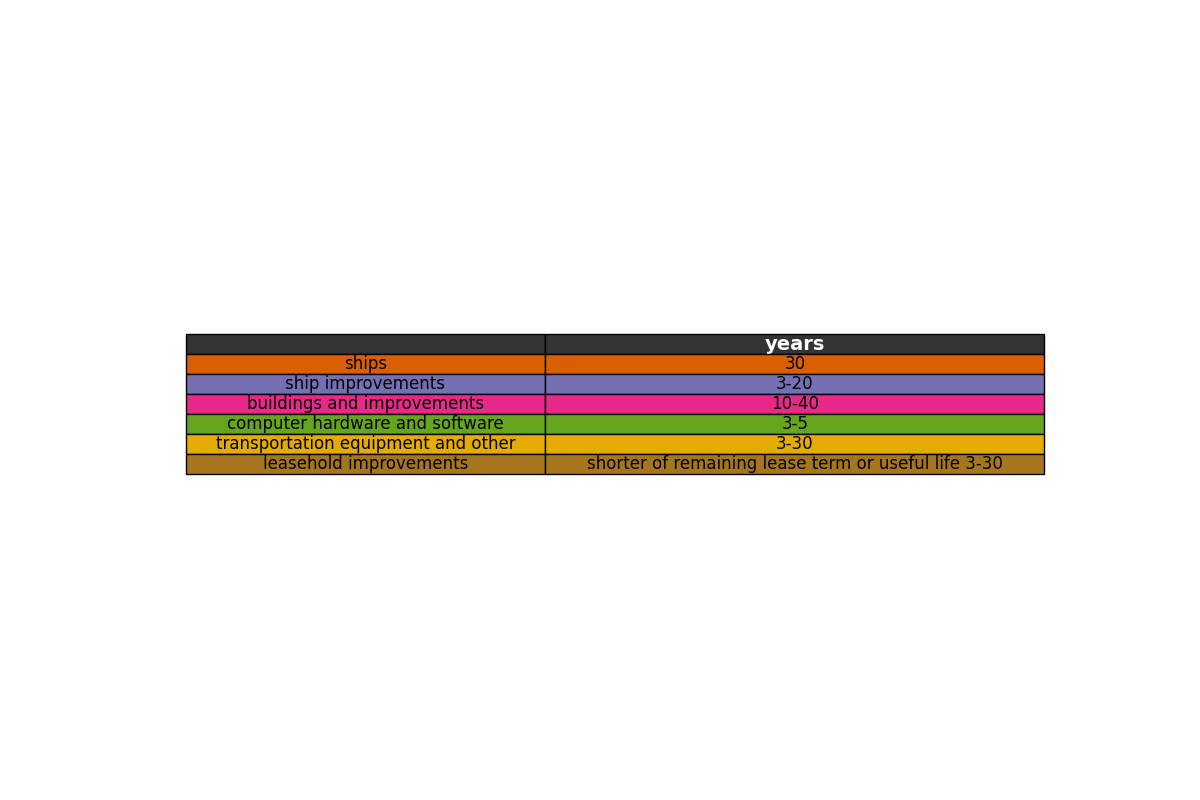 years
ships 30
ship improvements 3-20
buildings and improvements 10-40
computer hardware and software 3-5
transportation equipment and other 3-30
leasehold improvements shorter of remaining lease term or useful life 3-30